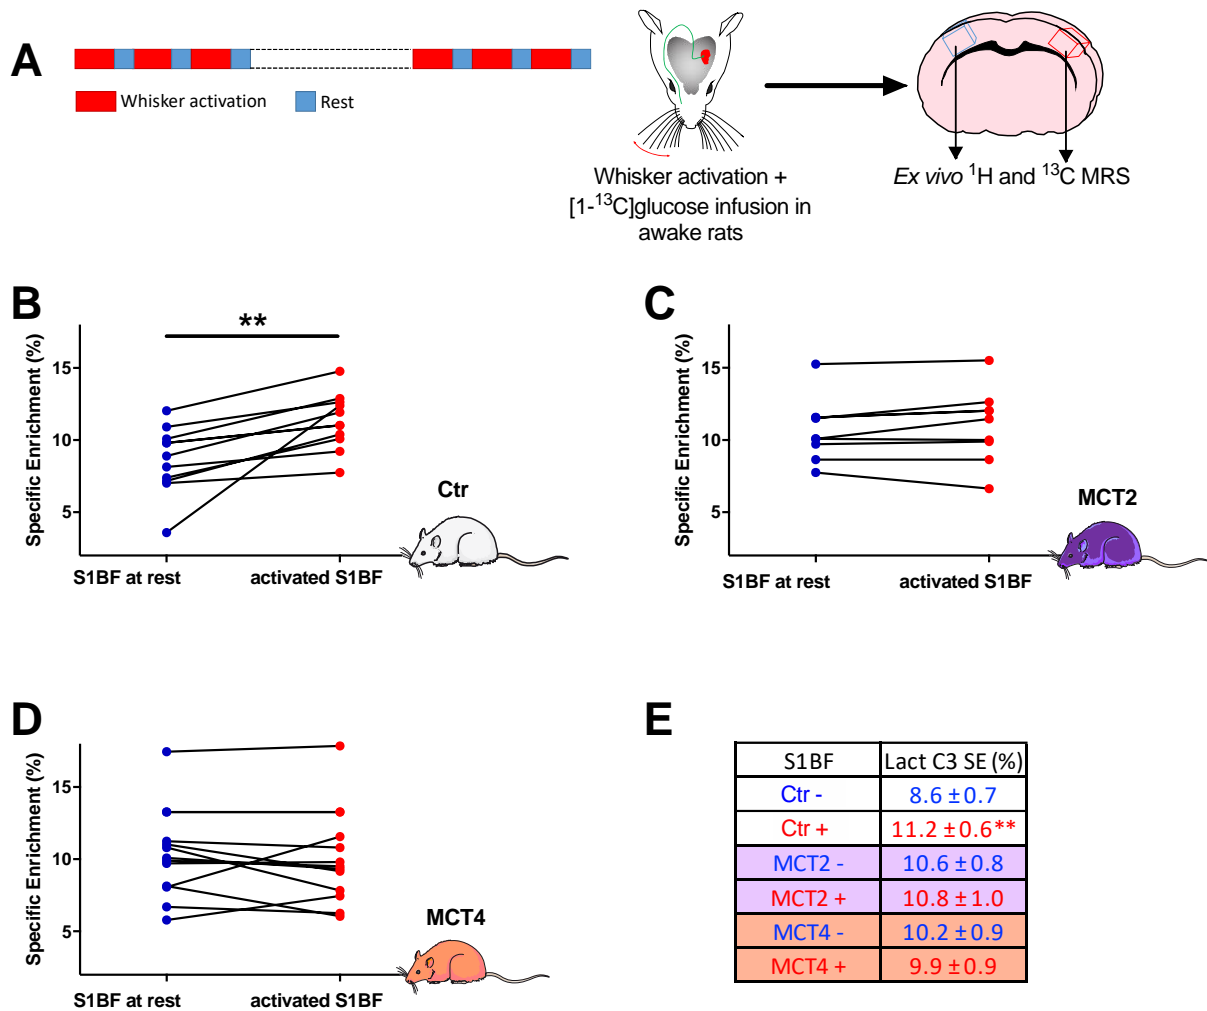 A
Whisker activation
Rest
Whisker activation +
[1-¹³C]glucose infusion in
awake rats
Ex vivo ¹H and ¹³C MRS
B
**
Specific Enrichment (%)
15
10
5
S1BF at rest
activated S1BF
Ctr
C
Specific Enrichment (%)
15
10
5
S1BF at rest
activated S1BF
MCT2
D
Specific Enrichment (%)
15
10
5
S1BF at rest
activated S1BF
MCT4
E
S1BF Lact C3 SE (%)
Ctr - 8.6 ± 0.7
Ctr + 11.2 ± 0.6**
MCT2 - 10.6 ± 0.8
MCT2 + 10.8 ± 1.0
MCT4 - 10.2 ± 0.9
MCT4 + 9.9 ± 0.9